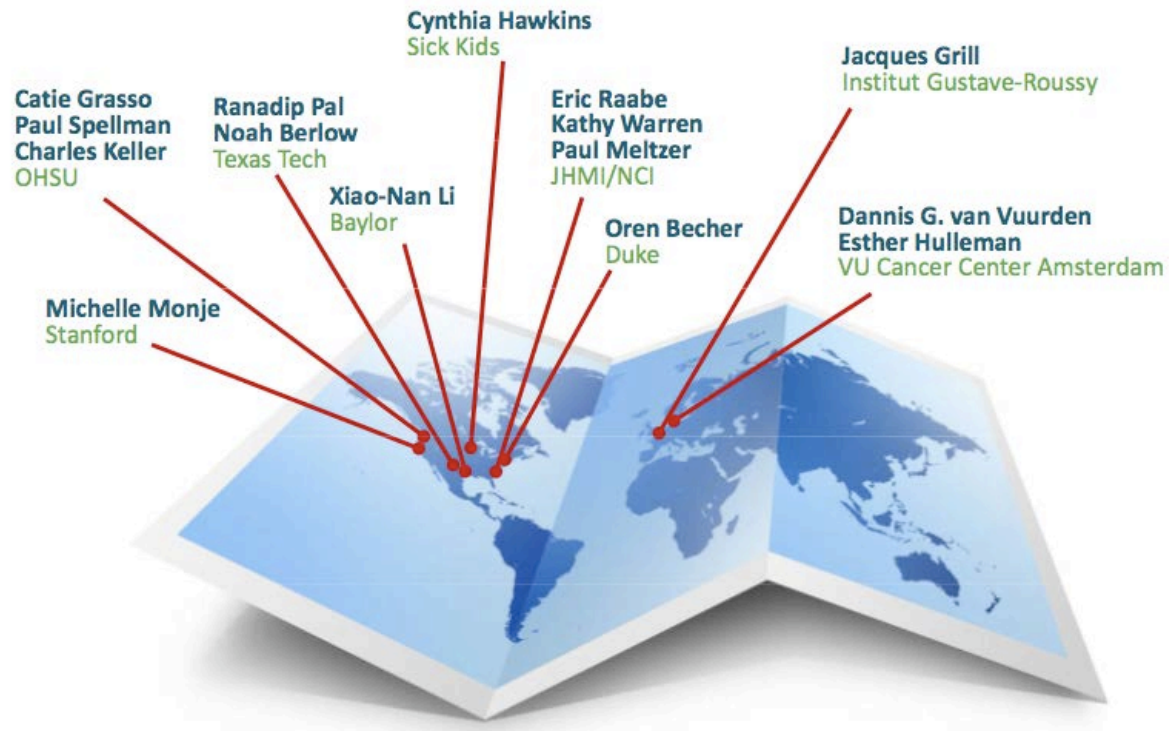 Cynthia Hawkins
Sick Kids
Jacques Grill
Institut Gustave-Roussy
Catie Grasso
Paul Spellman
Charles Keller
OHSU
Ranadip Pal
Noah Berlow
Texas Tech
Eric Raabe
Kathy Warren
Paul Meltzer
JHMI/NCI
Xiao-Nan Li
Baylor
Oren Becher
Duke
Dannis G. van Vuurden
Esther Hulleman
VU Cancer Center Amsterdam
Michelle Monje
Stanford